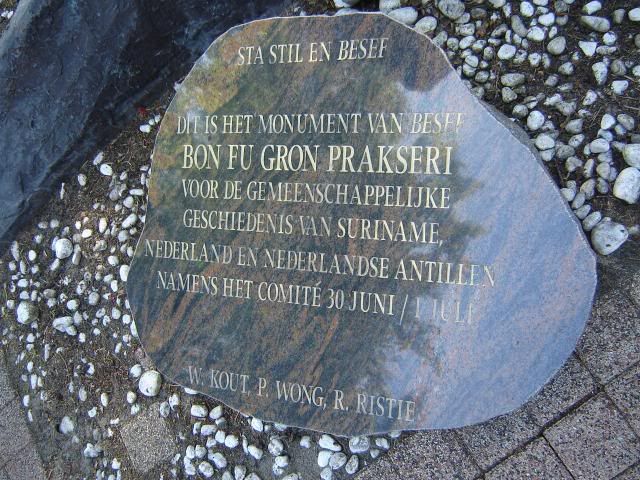 STA STIL EN BESEF
DIT IS HET MONUMENT VAN BESEF
BON FU GRON PRAKSERI
VOOR DE GEMEENSCHAPPELIJKE
GESCHIEDENIS VAN SURINAME,
NEDERLAND EN NEDERLANDSE ANTILLEN
NAMENS HET COMITÉ 30 JUNI / 1 JULI
W. KOUT, P. WONG, R. RISTIE